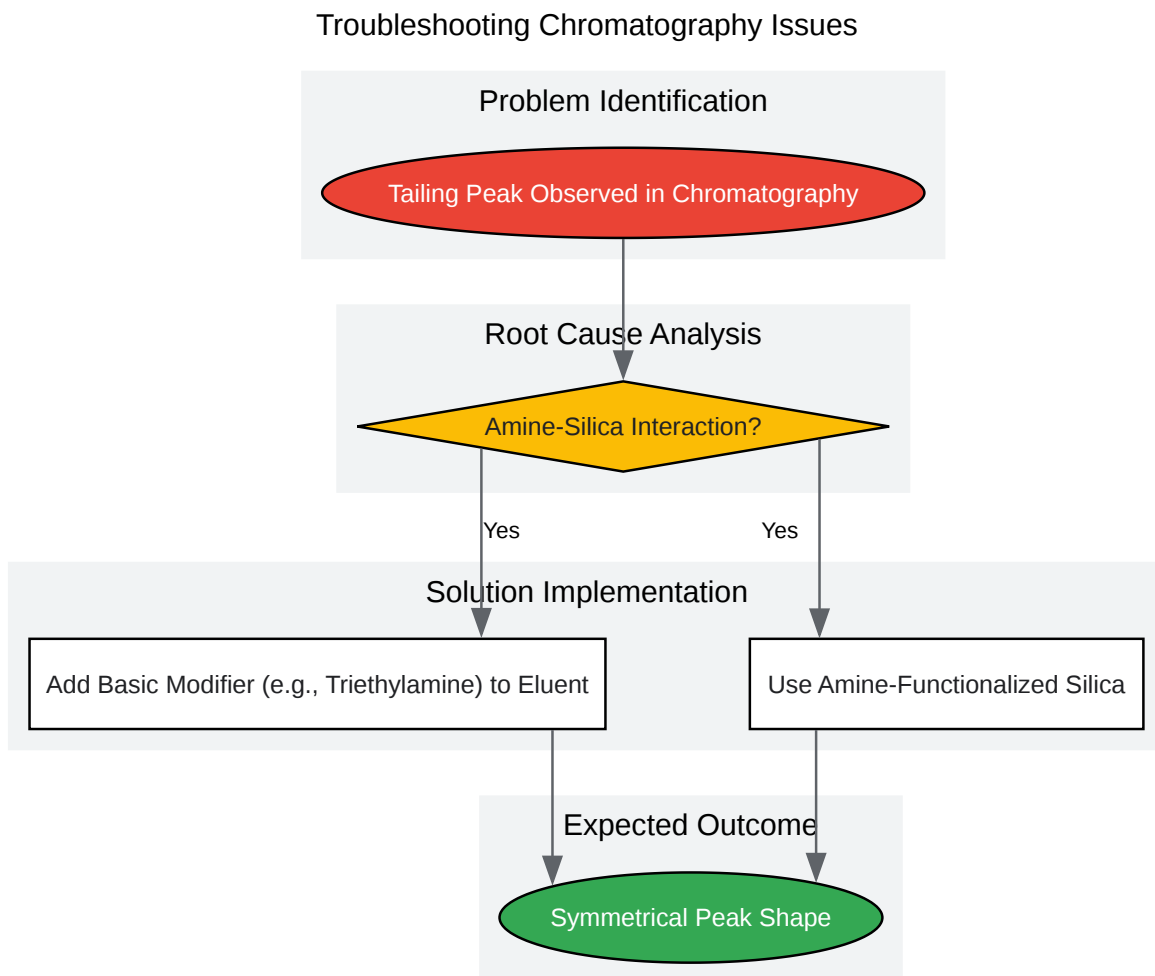 Troubleshooting Chromatography Issues
Problem Identification
Tailing Peak Observed in Chromatography
Root Cause Analysis
Amine-Silica Interaction?
Yes
Yes
Solution Implementation
Add Basic Modifier (e.g., Triethylamine) to Eluent
Use Amine-Functionalized Silica
Expected Outcome
Symmetrical Peak Shape